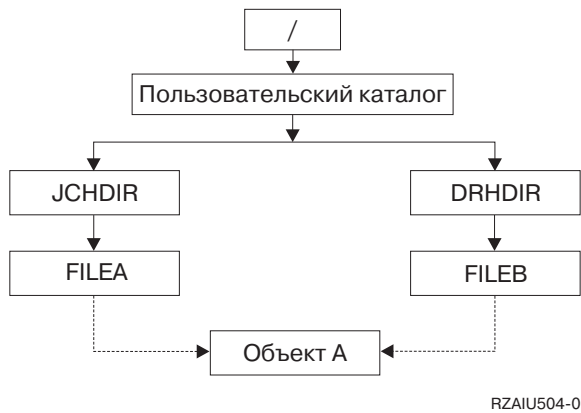 /
Пользовательский каталог
JCHDIR
DRHDIR
FILEA
FILEB
Объект A
RZAIU504-0